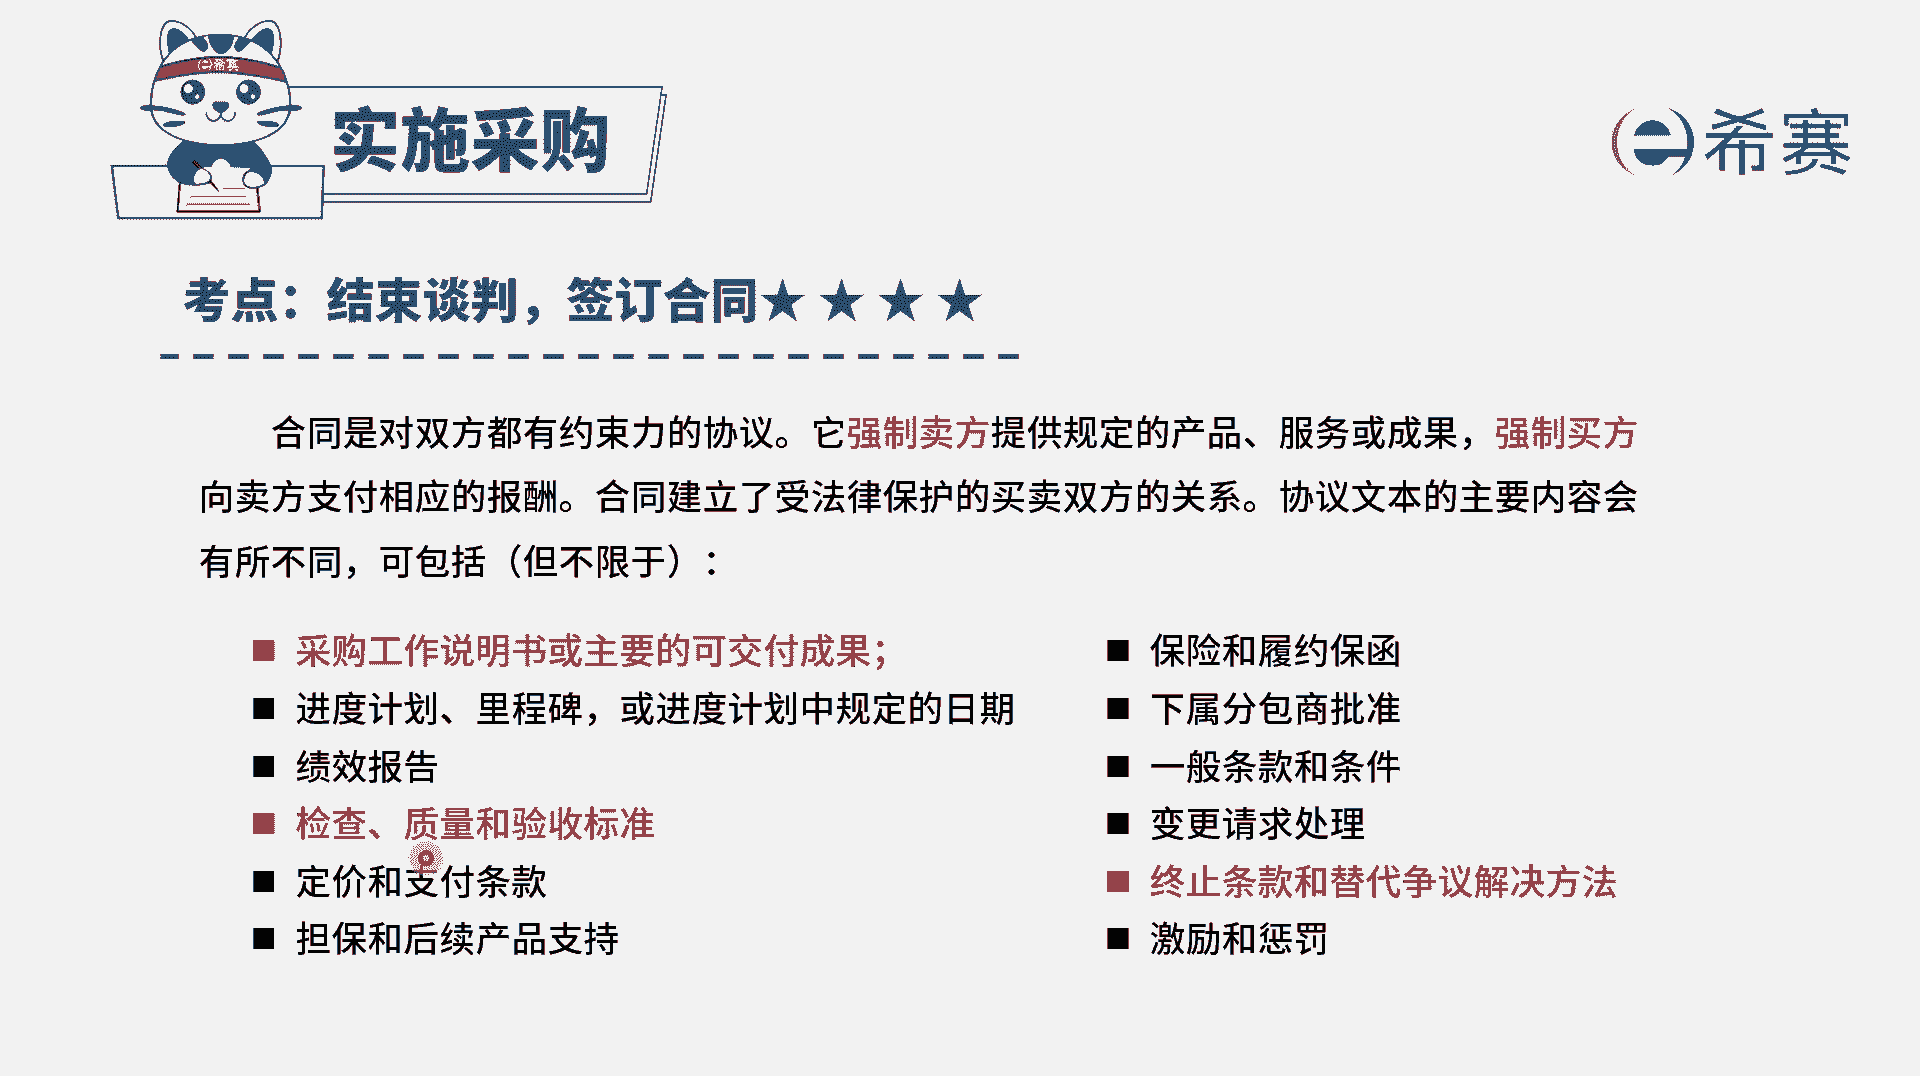 希赛
实施采购
希赛
考点：结束谈判，签订合同★★★★
合同是对双方都有约束力的协议。它强制卖方提供规定的产品、服务或成果，强制买方
向卖方支付相应的报酬。合同建立了受法律保护的买卖双方的关系。协议文本的主要内容会
有所不同，可包括（但不限于）：
采购工作说明书或主要的可交付成果；
进度计划、里程碑，或进度计划中规定的日期
绩效报告
检查、质量和验收标准
定价和支付条款
担保和后续产品支持
保险和履约保函
下属分包商批准
一般条款和条件
变更请求处理
终止条款和替代争议解决方法
激励和惩罚